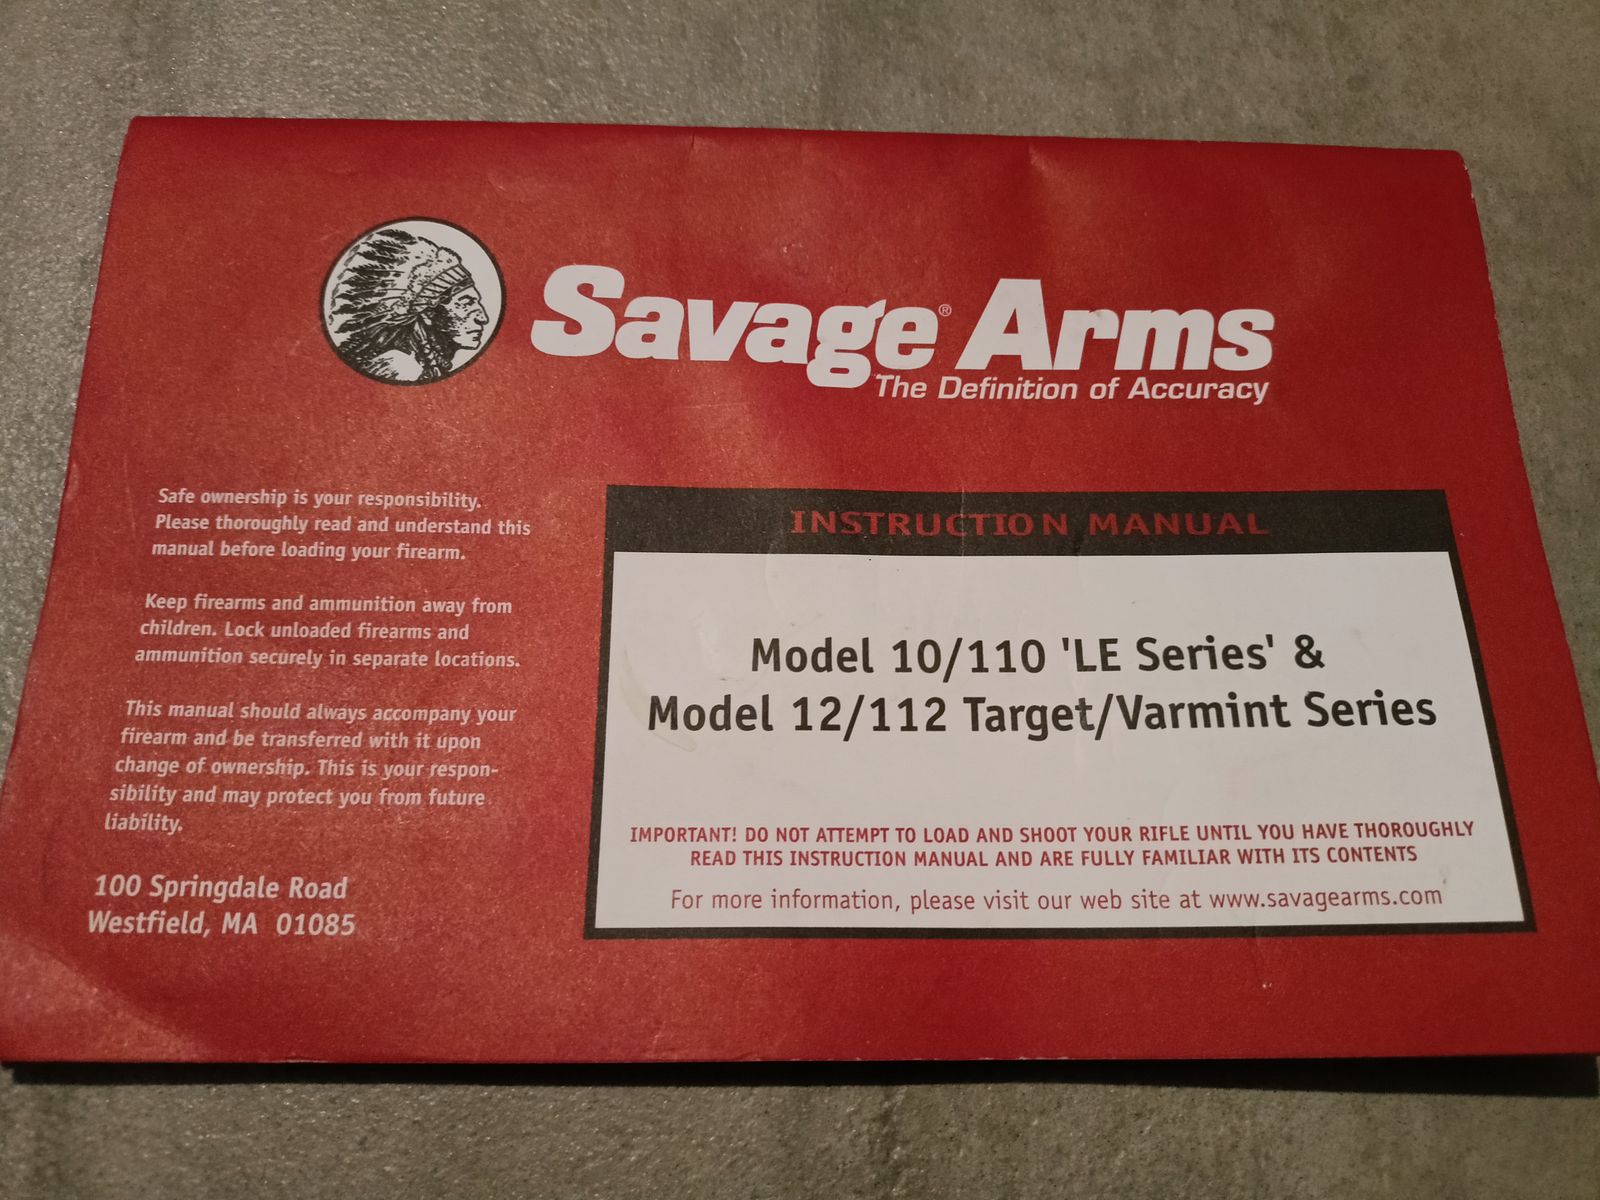 Savage® Arms
The Definition of Accuracy
Safe ownership is your responsibility.
Please thoroughly read and understand this
manual before loading your firearm.
Keep firearms and ammunition away from
children. Lock unloaded firearms and
ammunition securely in separate locations.
This manual should always accompany your
firearm and be transferred with it upon
change of ownership. This is your respon-
sibility and may protect you from future
liability.
100 Springdale Road
Westfield, MA 01085
INSTRUCTION MANUAL
Model 10/110 'LE Series' &
Model 12/112 Target/Varmint Series
IMPORTANT! DO NOT ATTEMPT TO LOAD AND SHOOT YOUR RIFLE UNTIL YOU HAVE THOROUGHLY
READ THIS INSTRUCTION MANUAL AND ARE FULLY FAMILIAR WITH ITS CONTENTS
For more information, please visit our web site at www.savagearms.com